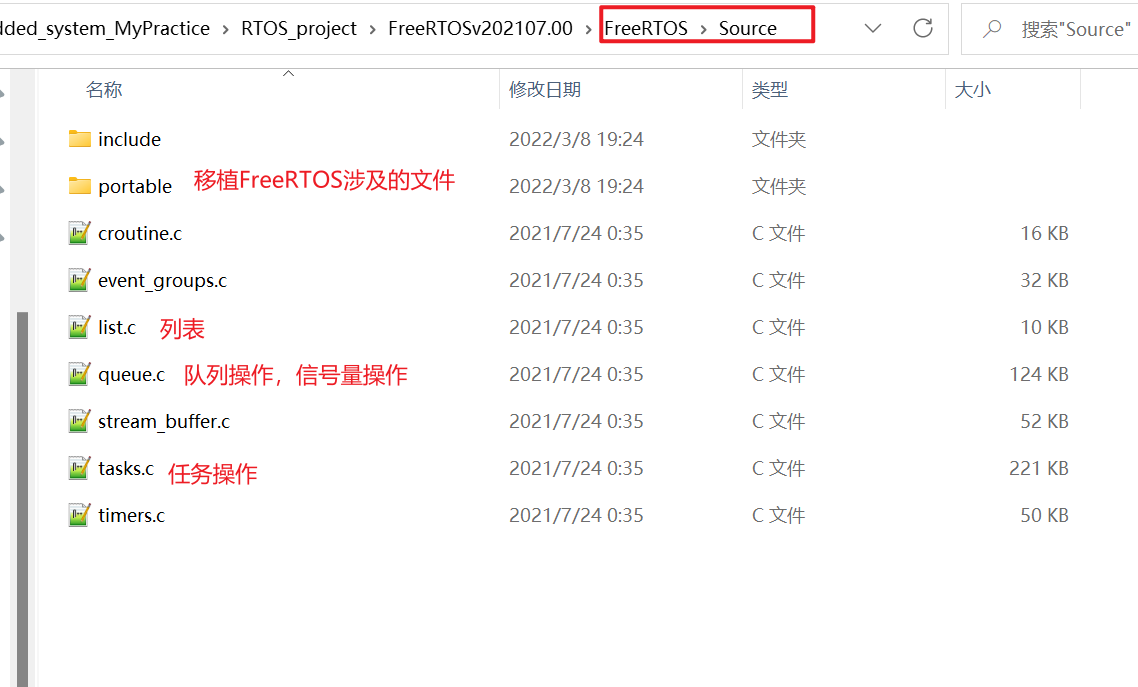 dded_system_MyPractice › RTOS_project › FreeRTOSv202107.00 › FreeRTOS › Source 搜索"Source"
名称 修改日期 类型 大小
include 2022/3/8 19:24 文件夹
portable 移植FreeRTOS涉及的文件 2022/3/8 19:24 文件夹
croutine.c 2021/7/24 0:35 C 文件 16 KB
event_groups.c 2021/7/24 0:35 C 文件 32 KB
list.c 列表 2021/7/24 0:35 C 文件 10 KB
queue.c 队列操作，信号量操作 2021/7/24 0:35 C 文件 124 KB
stream_buffer.c 2021/7/24 0:35 C 文件 52 KB
tasks.c 任务操作 2021/7/24 0:35 C 文件 221 KB
timers.c 2021/7/24 0:35 C 文件 50 KB